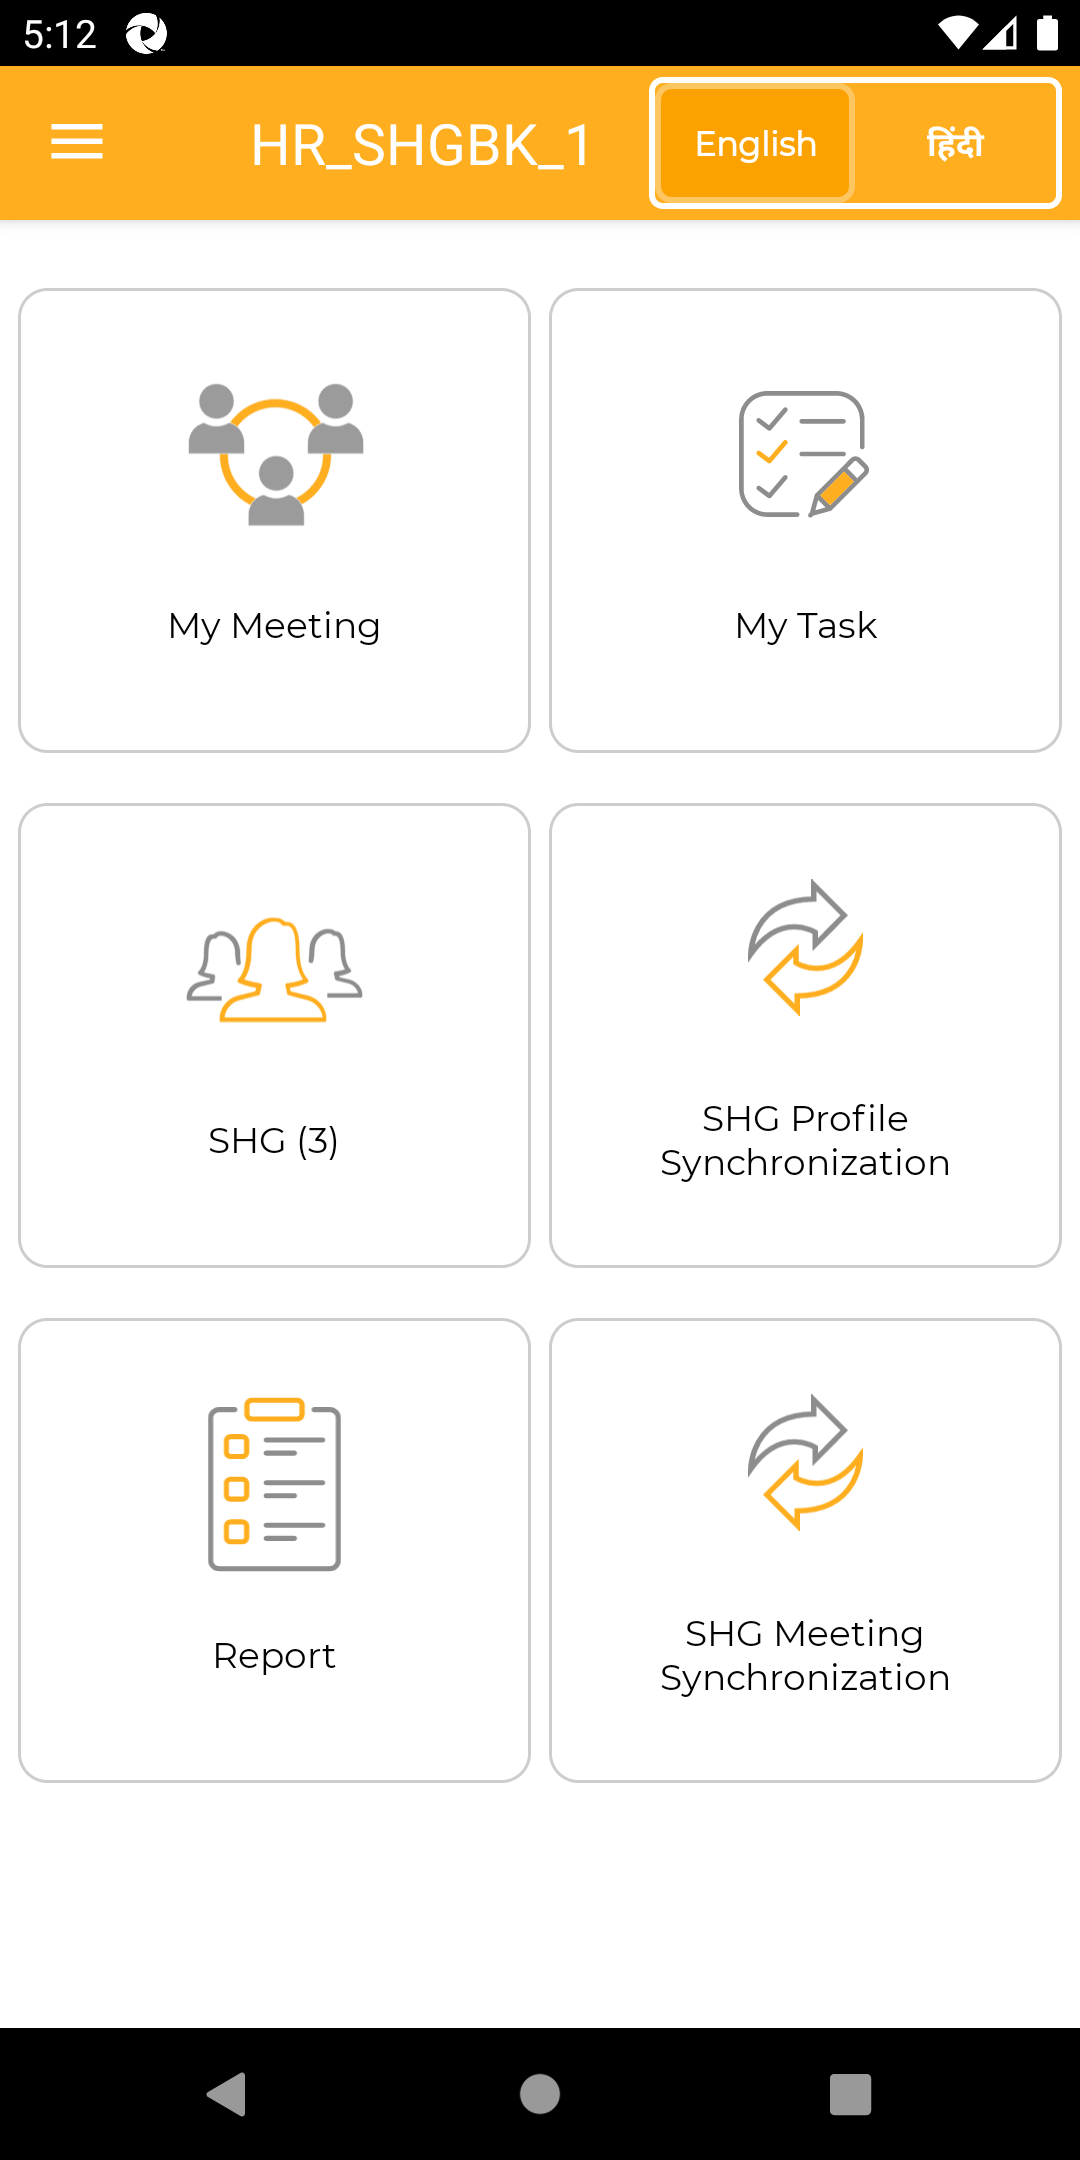 5:12
HR_SHGBK_1
English
हिंदी
My Meeting
My Task
SHG (3)
SHG Profile
Synchronization
Report
SHG Meeting
Synchronization